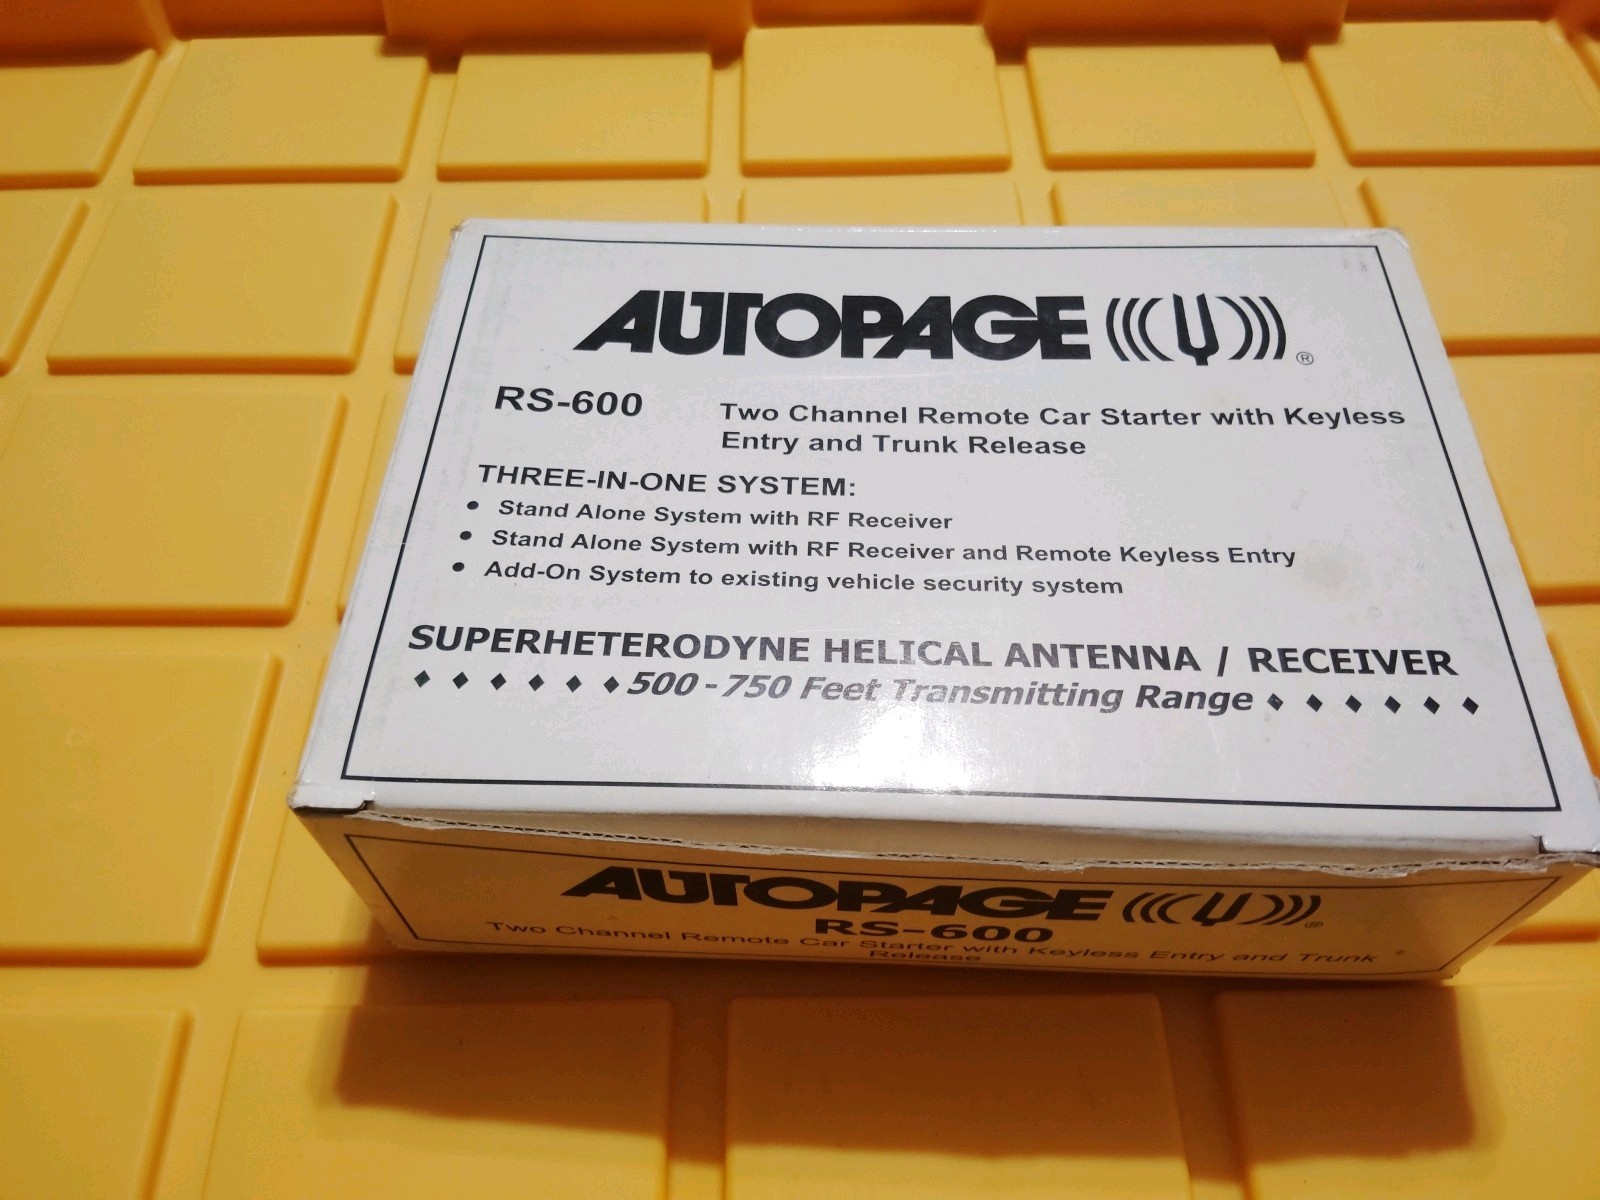 AUTOPAGE ®
RS-600
Two Channel Remote Car Starter with Keyless
Entry and Trunk Release
THREE-IN-ONE SYSTEM:
• Stand Alone System with RF Receiver
• Stand Alone System with RF Receiver and Remote Keyless Entry
• Add-On System to existing vehicle security system
SUPERHETERODYNE HELICAL ANTENNA / RECEIVER
♦ ♦ ♦ ♦ ♦ ♦ 500 - 750 Feet Transmitting Range ♦ ♦ ♦ ♦ ♦ ♦
AUTOPAGE ®
RS-600
Two Channel Remote Car Starter with Keyless Entry and Trunk
Release